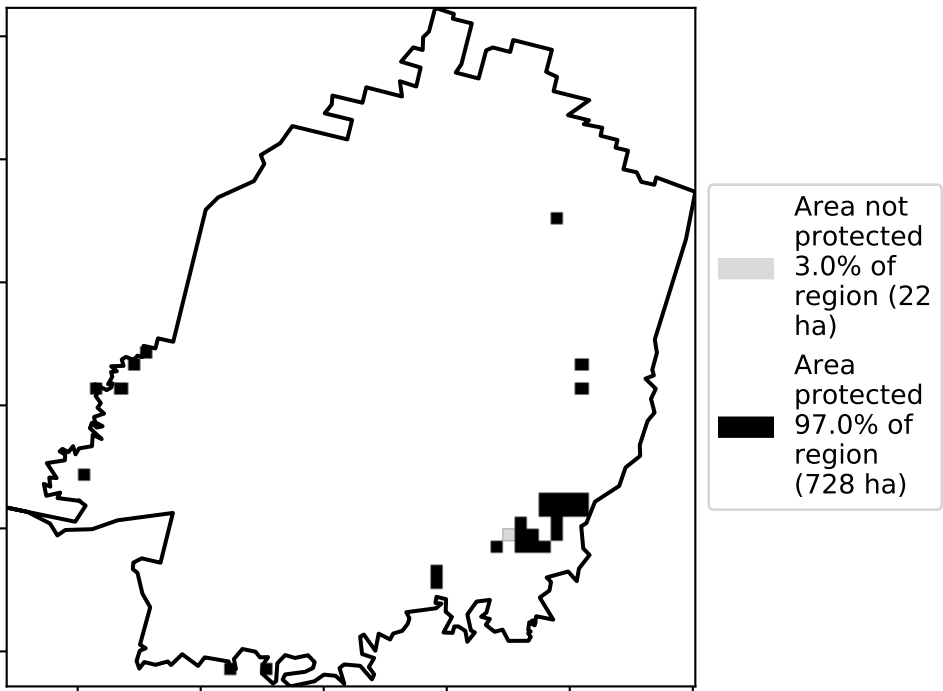 Area not
protected
3.0% of
region (22
ha)
Area
protected
97.0% of
region
(728 ha)